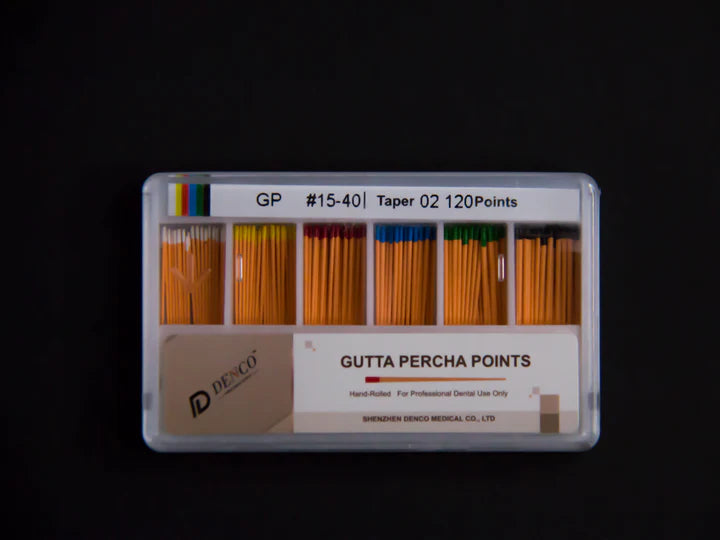 GP #15-40 Taper 02 120Points
DENCO
GUTTA PERCHA POINTS
Hand-Rolled For Professional Dental Use Only
SHENZHEN DENCO MEDICAL CO., LTD